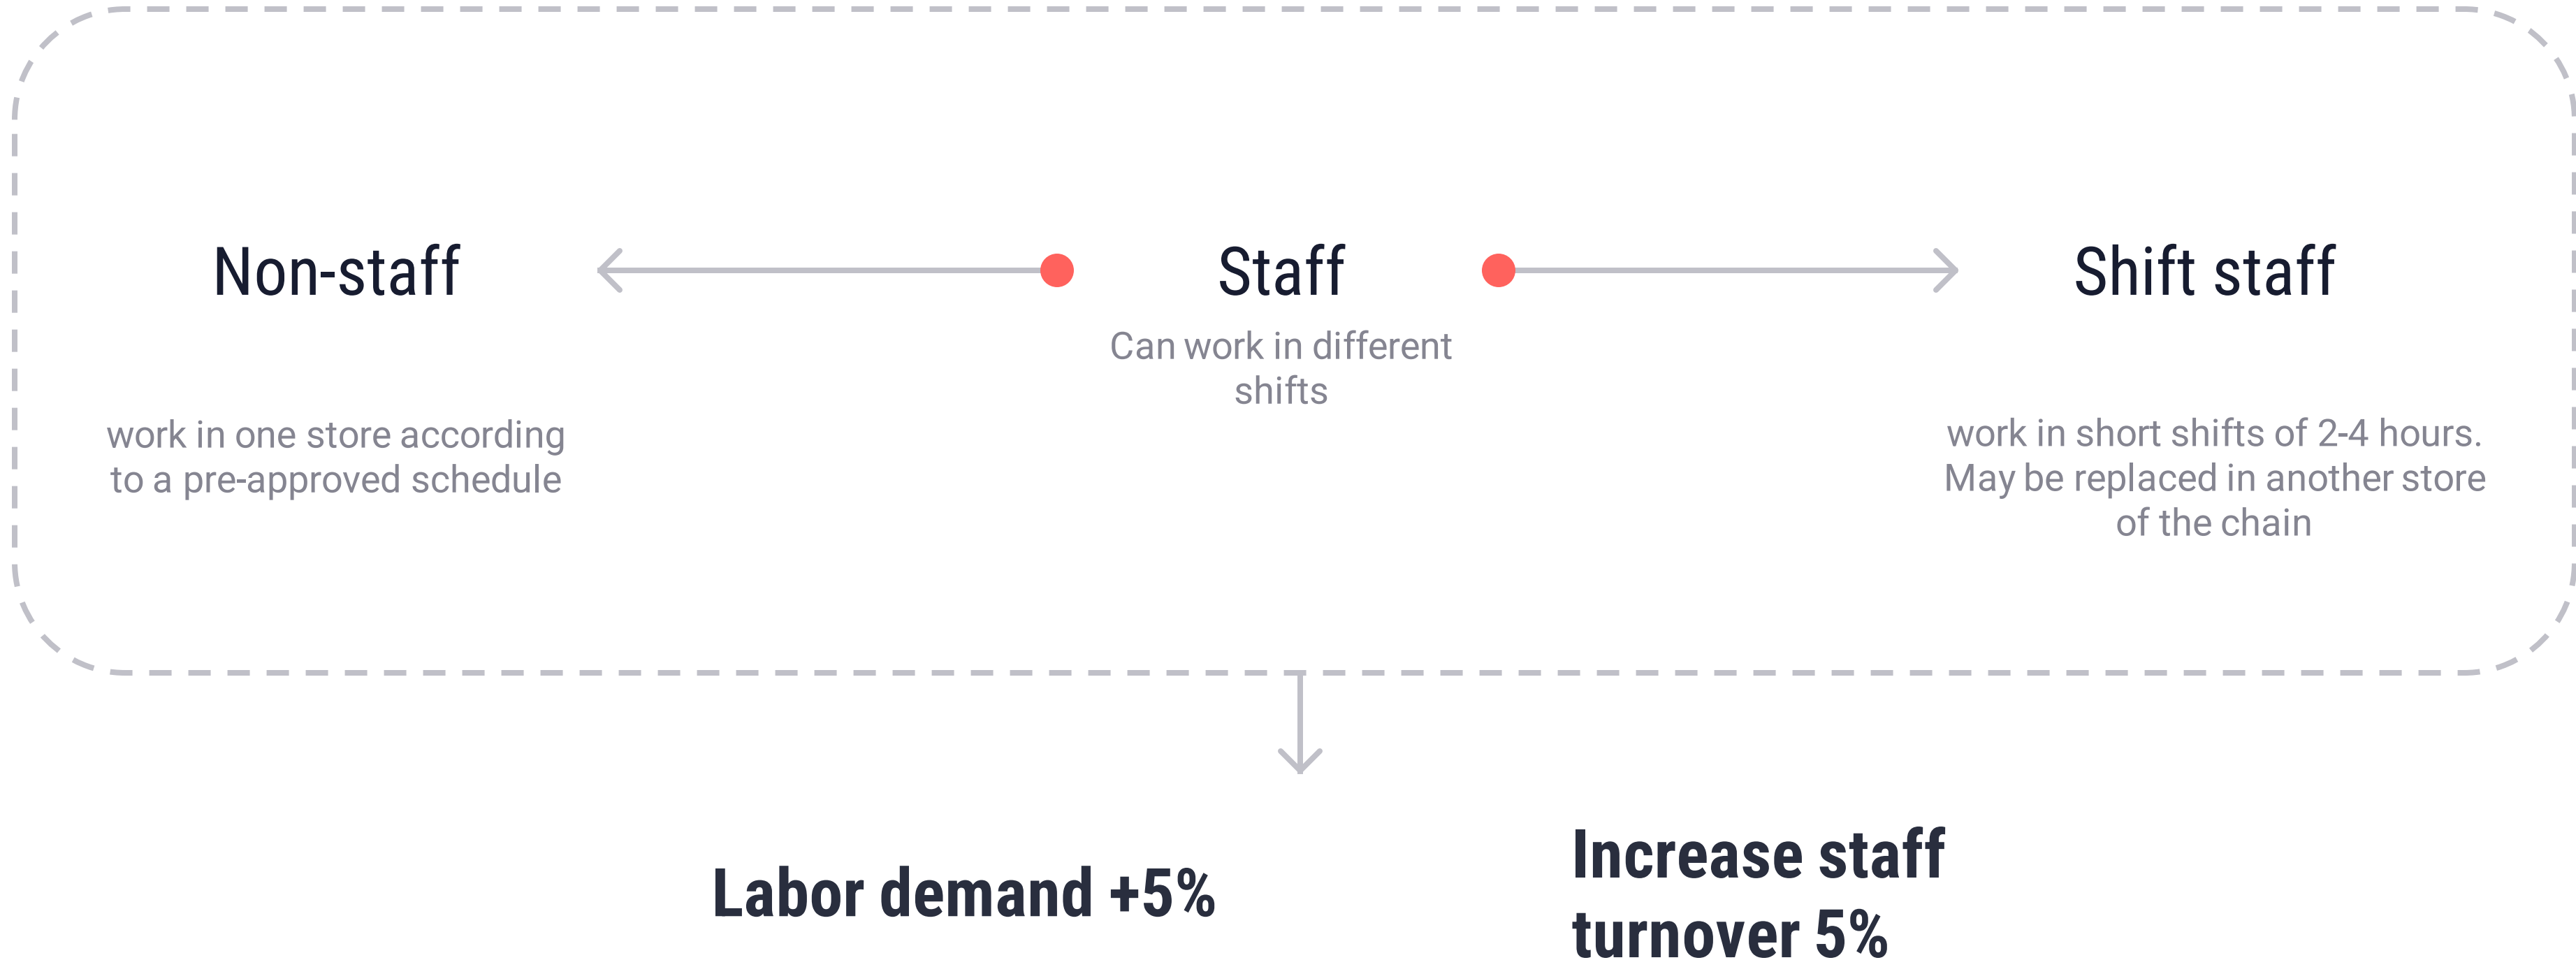 Non-staff
work in one store according
to a pre-approved schedule
Staff
Can work in different
shifts
Shift staff
work in short shifts of 2-4 hours.
May be replaced in another store
of the chain
Labor demand +5%
Increase staff
turnover 5%